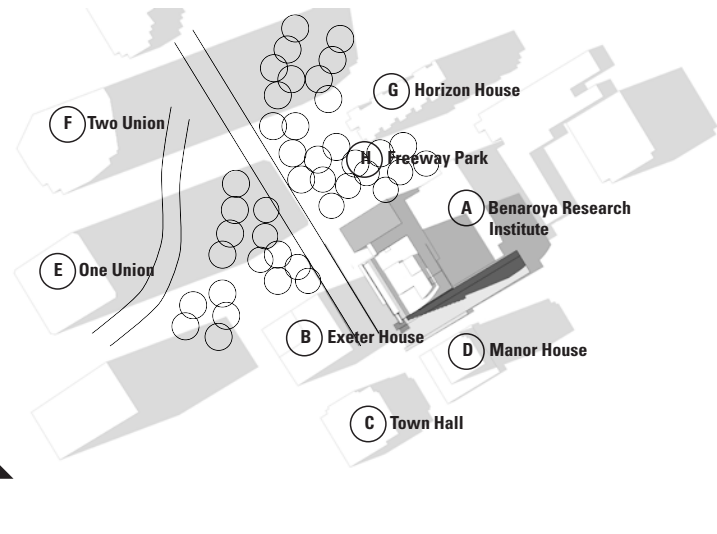 G Horizon House
F Two Union
H Freeway Park
A Benaroya Research
Institute
E One Union
B Exeter House
D Manor House
C Town Hall